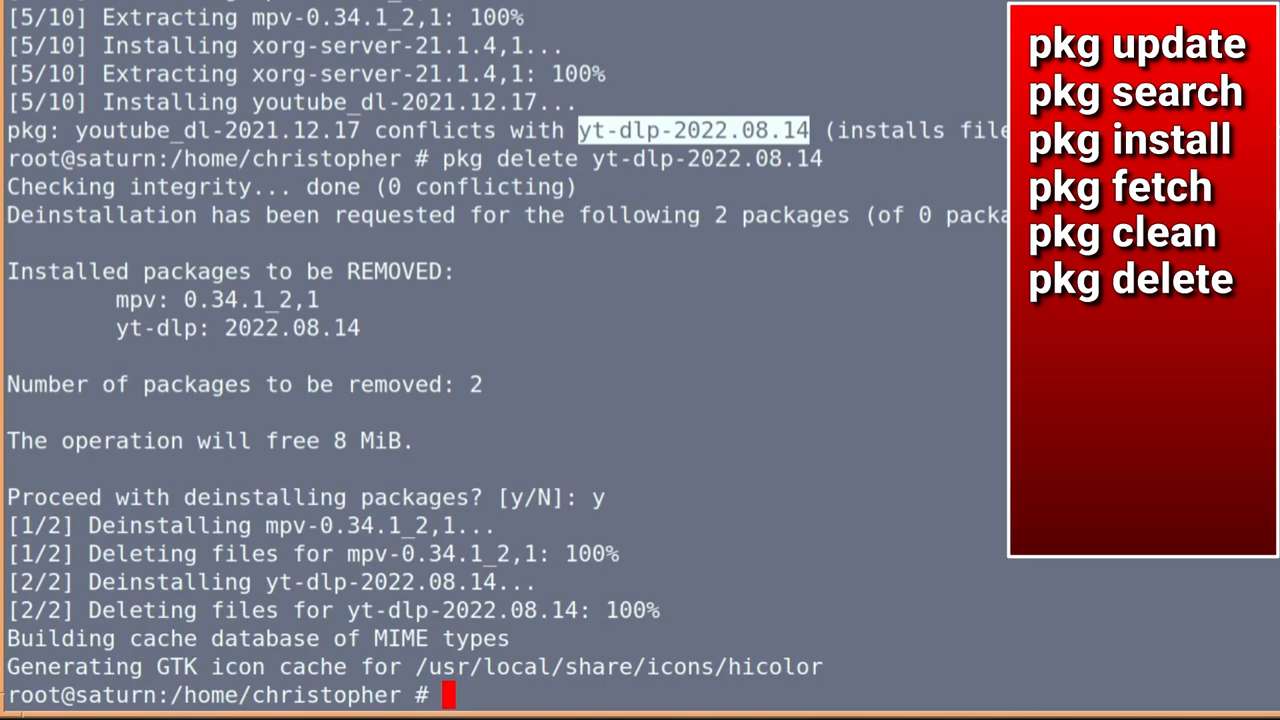 [5/10] Extracting mpv-0.34.1_2,1: 100%
[5/10] Installing xorg-server-21.1.4,1...
[5/10] Extracting xorg-server-21.1.4,1: 100%
[5/10] Installing youtube_dl-2021.12.17...
pkg: youtube_dl-2021.12.17 conflicts with yt-dlp-2022.08.14 (installs file
root@saturn:/home/christopher # pkg delete yt-dlp-2022.08.14
Checking integrity... done (0 conflicting)
Deinstallation has been requested for the following 2 packages (of 0 packa
Installed packages to be REMOVED:
mpv: 0.34.1_2,1
yt-dlp: 2022.08.14
Number of packages to be removed: 2
The operation will free 8 MiB.
Proceed with deinstalling packages? [y/N]: y
[1/2] Deinstalling mpv-0.34.1_2,1...
[1/2] Deleting files for mpv-0.34.1_2,1: 100%
[2/2] Deinstalling yt-dlp-2022.08.14...
[2/2] Deleting files for yt-dlp-2022.08.14: 100%
Building cache database of MIME types
Generating GTK icon cache for /usr/local/share/icons/hicolor
root@saturn:/home/christopher #
pkg update
pkg search
pkg install
pkg fetch
pkg clean
pkg delete